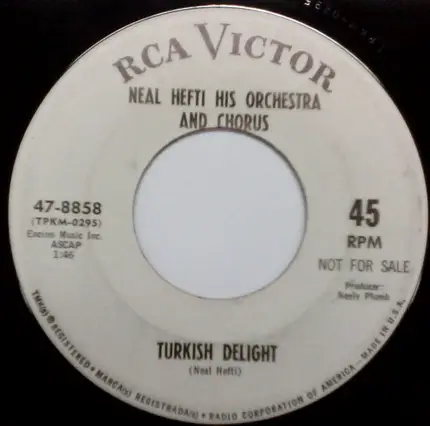 RCA VICTOR
NEAL HEFTI HIS ORCHESTRA
AND CHORUS
47-8858
(TPKM-0295)
Encino Music Inc.
ASCAP
1:46
45
RPM
NOT FOR SALE
Producer:
Neely Plumb
TURKISH DELIGHT
(Neal Hefti)
TMK(s) ® REGISTERED • MARCA(s) REGISTRADA(s) • RADIO CORPORATION OF AMERICA – MADE IN U.S.A.